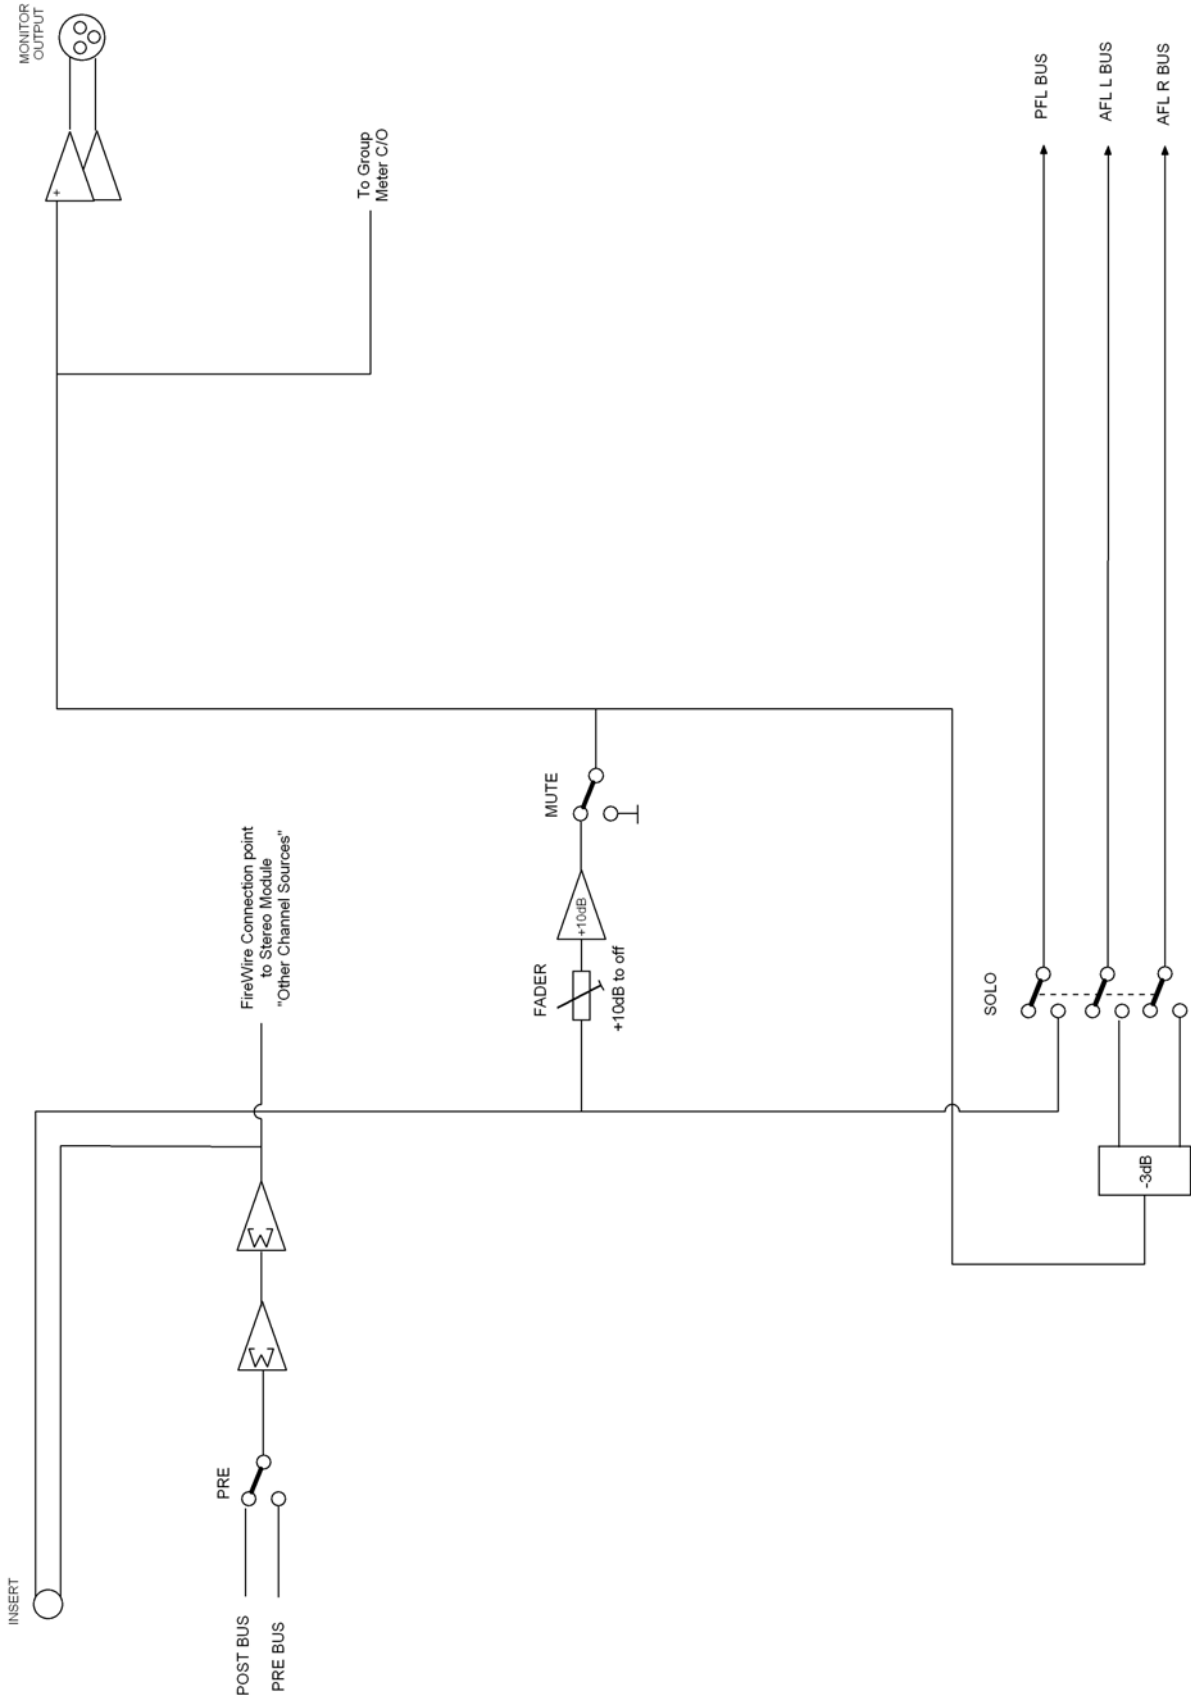 INSERT
MONITOR
OUTPUT
+
To Group
Meter C/O
POST BUS
PRE BUS
PRE
Σ
Σ
FireWire Connection point
to Stereo Module
"Other Channel Sources"
FADER
+10dB to off
+10dB
MUTE
-3dB
SOLO
PFL BUS
AFL L BUS
AFL R BUS